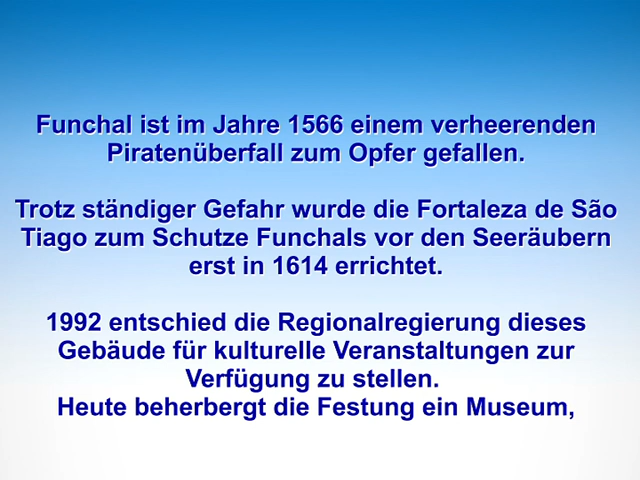 Funchal ist im Jahre 1566 einem verheerenden
Piratenüberfall zum Opfer gefallen.
Trotz ständiger Gefahr wurde die Fortaleza de São
Tiago zum Schutze Funchals vor den Seeräubern
erst in 1614 errichtet.
1992 entschied die Regionalregierung dieses
Gebäude für kulturelle Veranstaltungen zur
Verfügung zu stellen.
Heute beherbergt die Festung ein Museum,